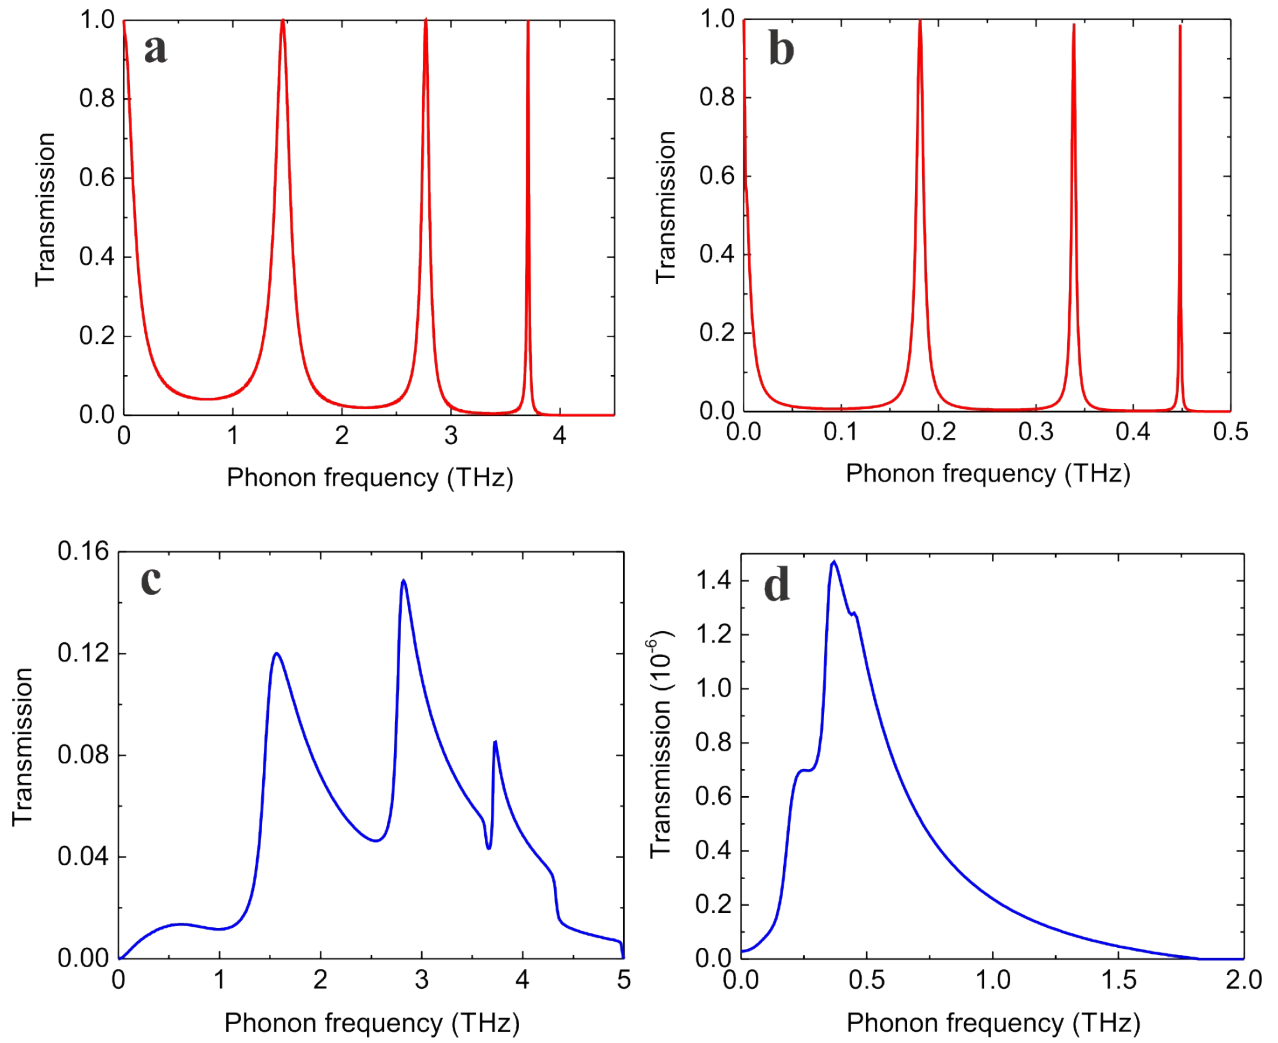 a
1.0
0.8
0.6
0.4
0.2
0.0
Transmission
0 1 2 3 4
Phonon frequency (THz)
b
1.0
0.8
0.6
0.4
0.2
0.0
Transmission
0.0 0.1 0.2 0.3 0.4 0.5
Phonon frequency (THz)
c
0.16
0.12
0.08
0.04
0.00
Transmission
0 1 2 3 4 5
Phonon frequency (THz)
d
1.4
1.2
1.0
0.8
0.6
0.4
0.2
0.0
Transmission (10⁻⁶)
0.0 0.5 1.0 1.5 2.0
Phonon frequency (THz)